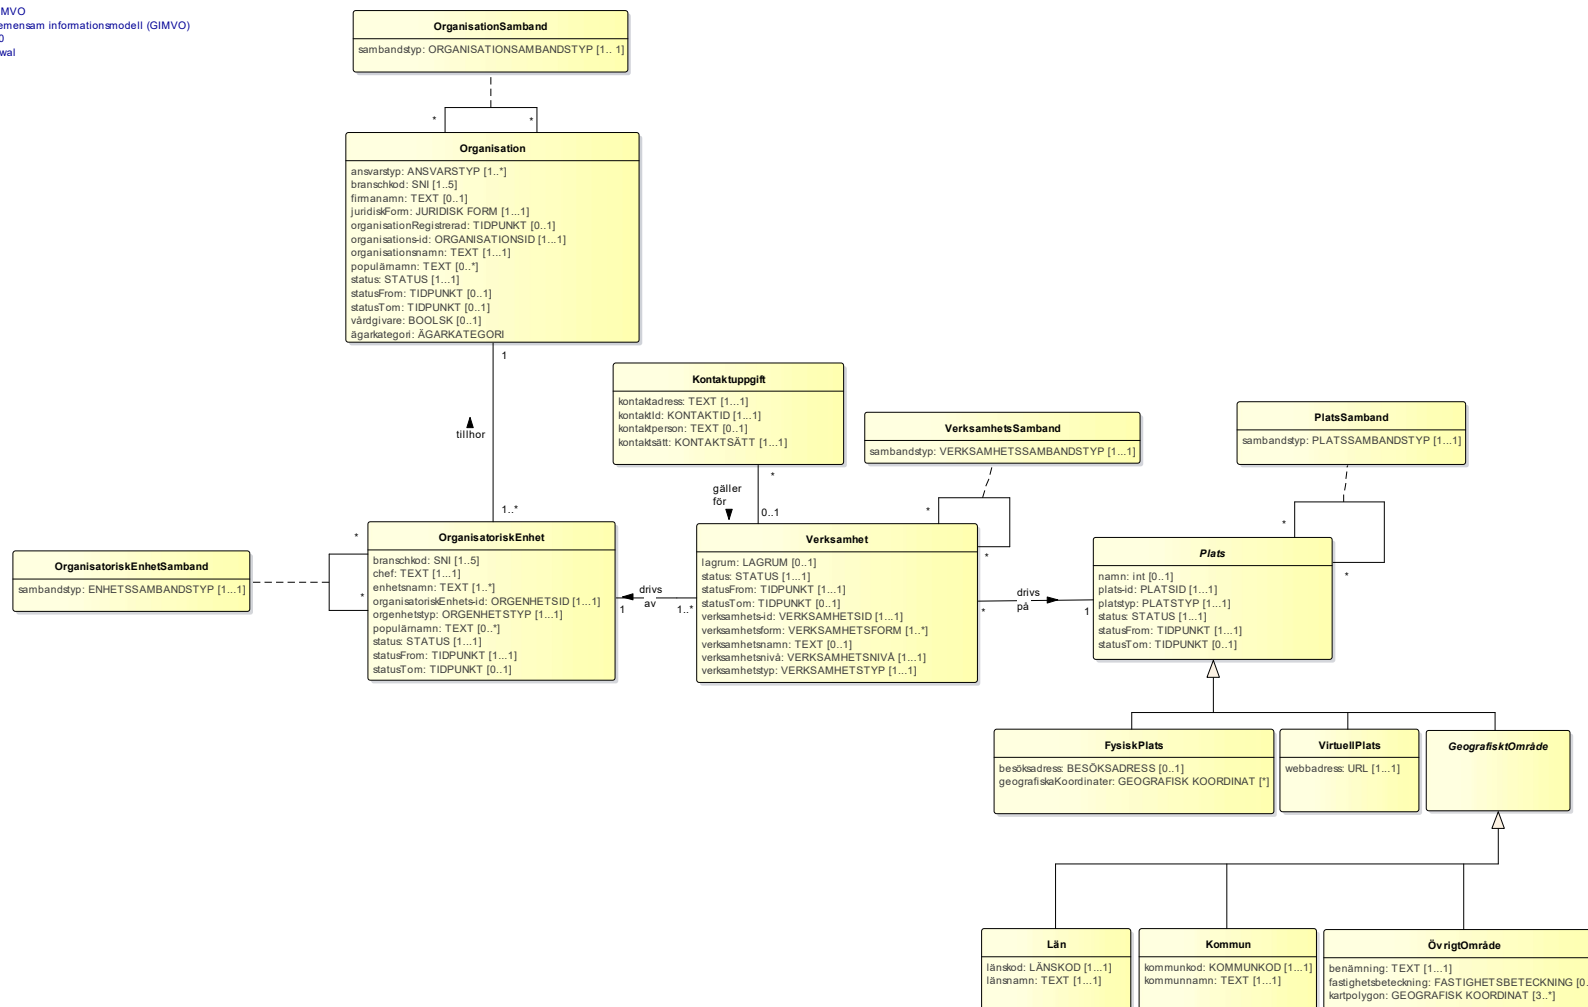 MVO
emensam informationsmodell (GIMVO)
0
wal
OrganisationSamband
sambandstyp: ORGANISATIONSAMBANDSTYP [1.. 1]
*
*
Organisation
ansvarstyp: ANSVARSTYP [1..*]
branschkod: SNI [1..5]
firmanamn: TEXT [0..1]
juridiskForm: JURIDISK FORM [1...1]
organisationRegistrerad: TIDPUNKT [0..1]
organisations-id: ORGANISATIONSID [1...1]
organisationsnamn: TEXT [1...1]
populärnamn: TEXT [0..*]
status: STATUS [1...1]
statusFrom: TIDPUNKT [0..1]
statusTom: TIDPUNKT [0..1]
vårdgivare: BOOLSK [0..1]
ägarkategori: ÄGARKATEGORI
1
tillhor
1..*
Kontaktuppgift
kontaktadress: TEXT [1...1]
kontaktId: KONTAKTID [1...1]
kontaktperson: TEXT [0..1]
kontaktsätt: KONTAKTSÄTT [1...1]
*
gäller
för
0..1
VerksamhetsSamband
sambandstyp: VERKSAMHETSSAMBANDSTYP [1...1]
*
*
PlatsSamband
sambandstyp: PLATSSAMBANDSTYP [1...1]
*
*
OrganisatoriskEnhetSamband
sambandstyp: ENHETSSAMBANDSTYP [1...1]
*
*
OrganisatoriskEnhet
branschkod: SNI [1..5]
chef: TEXT [1...1]
enhetsnamn: TEXT [1..*]
organisatoriskEnhets-id: ORGENHETSID [1...1]
orgenhetstyp: ORGENHETSTYP [1...1]
populärnamn: TEXT [0..*]
status: STATUS [1...1]
statusFrom: TIDPUNKT [1...1]
statusTom: TIDPUNKT [0..1]
drivs
av
1
1..*
Verksamhet
lagrum: LAGRUM [0..1]
status: STATUS [1...1]
statusFrom: TIDPUNKT [1...1]
statusTom: TIDPUNKT [0..1]
verksamhets-id: VERKSAMHETSID [1...1]
verksamhetsform: VERKSAMHETSFORM [1..*]
verksamhetsnamn: TEXT [0..1]
verksamhetsnivå: VERKSAMHETSNIVÅ [1...1]
verksamhetstyp: VERKSAMHETSTYP [1...1]
drivs
på
*
1
Plats
namn: int [0..1]
plats-id: PLATSID [1...1]
platstyp: PLATSTYP [1...1]
status: STATUS [1...1]
statusFrom: TIDPUNKT [1...1]
statusTom: TIDPUNKT [0..1]
FysiskPlats
besöksadress: BESÖKSADRESS [0..1]
geografiskaKoordinater: GEOGRAFISK KOORDINAT [*]
VirtuellPlats
webbadress: URL [1...1]
GeografisktOmråde
Län
länskod: LÄNSKOD [1...1]
länsnamn: TEXT [1...1]
Kommun
kommunkod: KOMMUNKOD [1...1]
kommunnamn: TEXT [1...1]
ÖvrigtOmråde
benämning: TEXT [1...1]
fastighetsbeteckning: FASTIGHETSBETECKNING [0..
kartpolygon: GEOGRAFISK KOORDINAT [3..*]